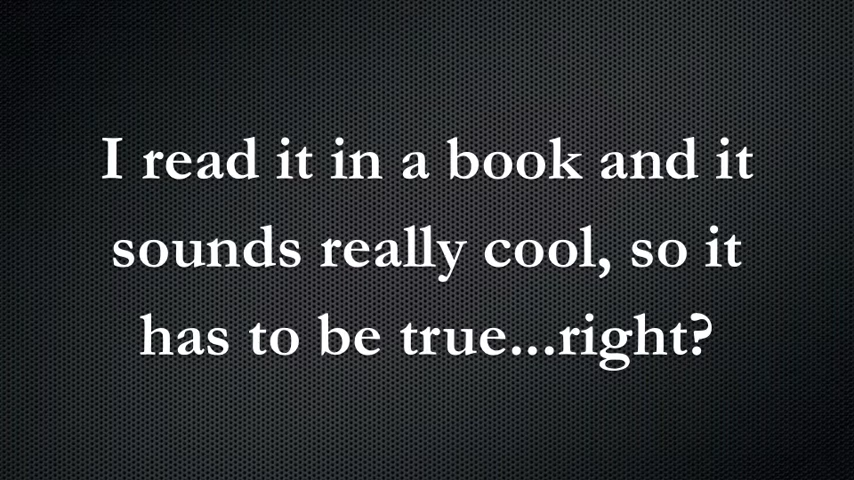 I read it in a book and it
sounds really cool, so it
has to be true...right?